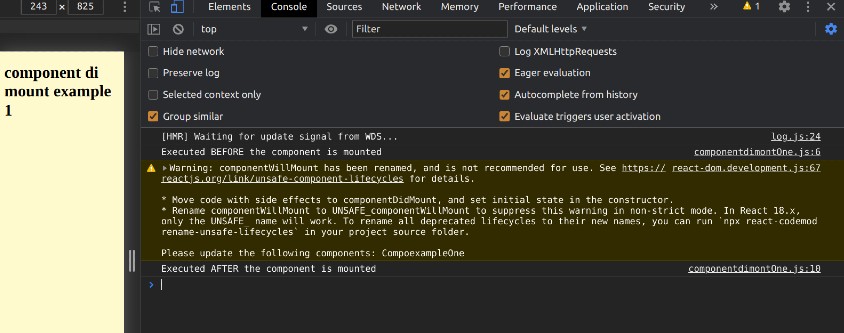 243 × 825
Elements Console Sources Network Memory Performance Application Security » 1
top Filter Default levels
component di
mount example
1
Hide network Log XMLHttpRequests
Preserve log Eager evaluation
Selected context only Autocomplete from history
Group similar Evaluate triggers user activation
[HMR] Waiting for update signal from WDS... log.js:24
Executed BEFORE the component is mounted componentdimontOne.js:6
Warning: componentWillMount has been renamed, and is not recommended for use. See https:// react-dom.development.js:67
reactjs.org/link/unsafe-component-lifecycles for details.
* Move code with side effects to componentDidMount, and set initial state in the constructor.
* Rename componentWillMount to UNSAFE_componentWillMount to suppress this warning in non-strict mode. In React 18.x,
only the UNSAFE_ name will work. To rename all deprecated lifecycles to their new names, you can run `npx react-codemod
rename-unsafe-lifecycles` in your project source folder.
Please update the following components: CompoexampleOne
Executed AFTER the component is mounted componentdimontOne.js:10